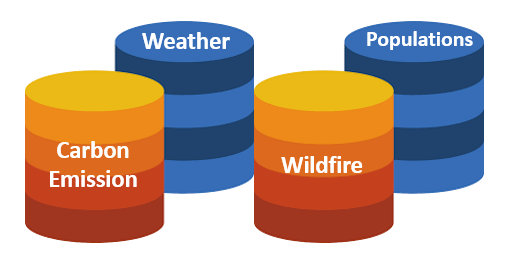 Weather
Populations
Carbon
Emission
Wildfire